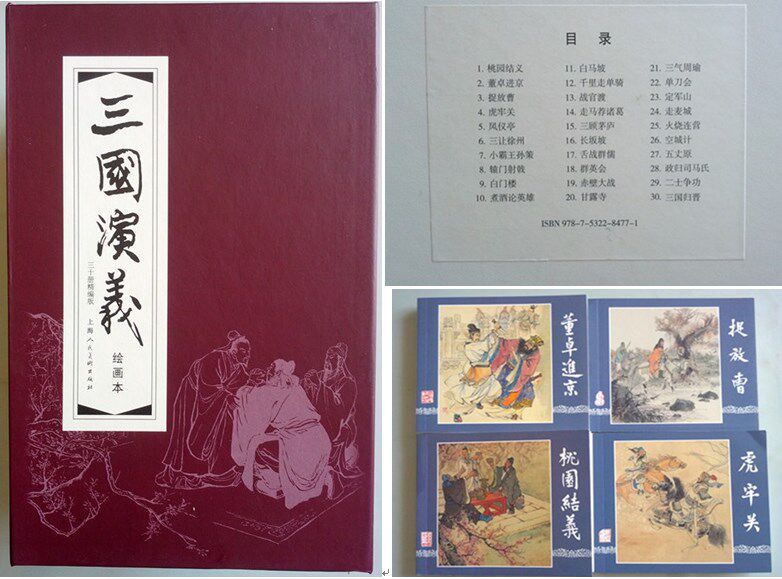 三國演義
绘画本
三十册精编版
上海人民美术出版社
目 录
1. 桃园结义
2. 董卓进京
3. 捉放曹
4. 虎牢关
5. 凤仪亭
6. 三让徐州
7. 小霸王孙策
8. 辕门射戟
9. 白门楼
10. 煮酒论英雄
11. 白马坡
12. 千里走单骑
13. 战官渡
14. 走马荐诸葛
15. 三顾茅庐
16. 长坂坡
17. 舌战群儒
18. 群英会
19. 赤壁大战
20. 甘露寺
21. 三气周瑜
22. 单刀会
23. 定军山
24. 走麦城
25. 火烧连营
26. 空城计
27. 五丈原
28. 政归司马氏
29. 二士争功
30. 三国归晋
ISBN 978-7-5322-8477-1
董卓進京
捉放曹
桃園結義
虎牢关